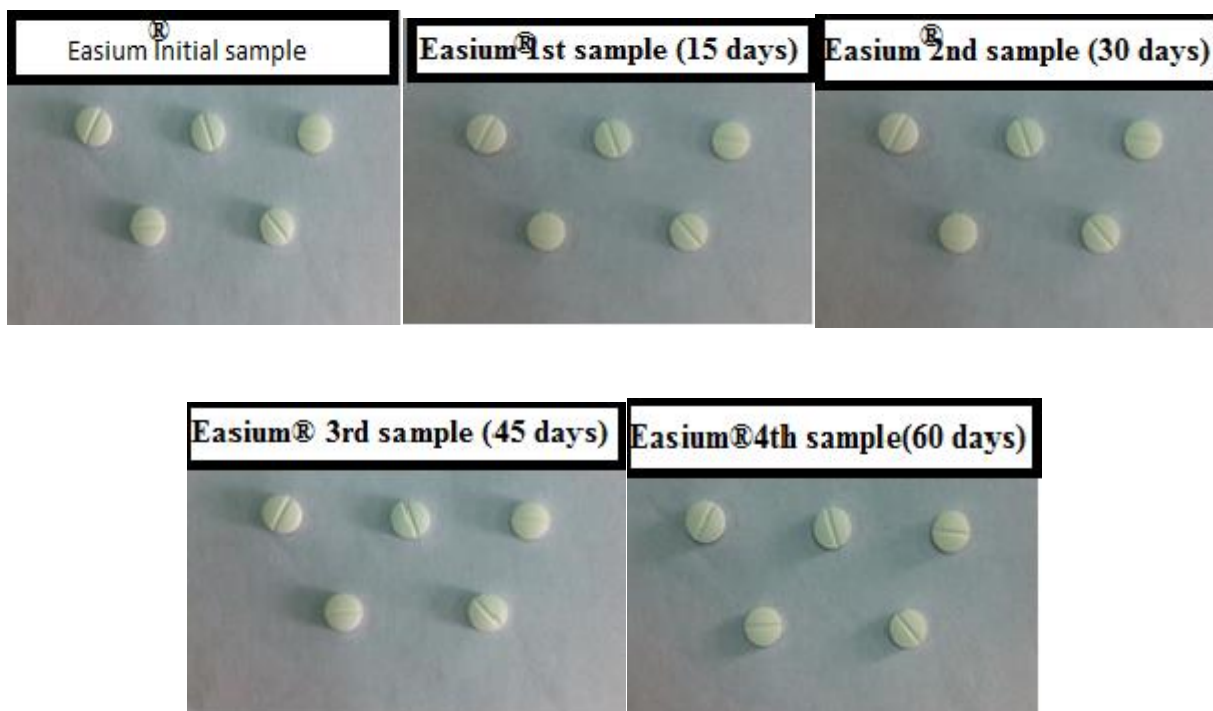 Easium® Initial sample
Easium®1st sample (15 days)
Easium®2nd sample (30 days)
Easium® 3rd sample (45 days)
Easium®4th sample(60 days)